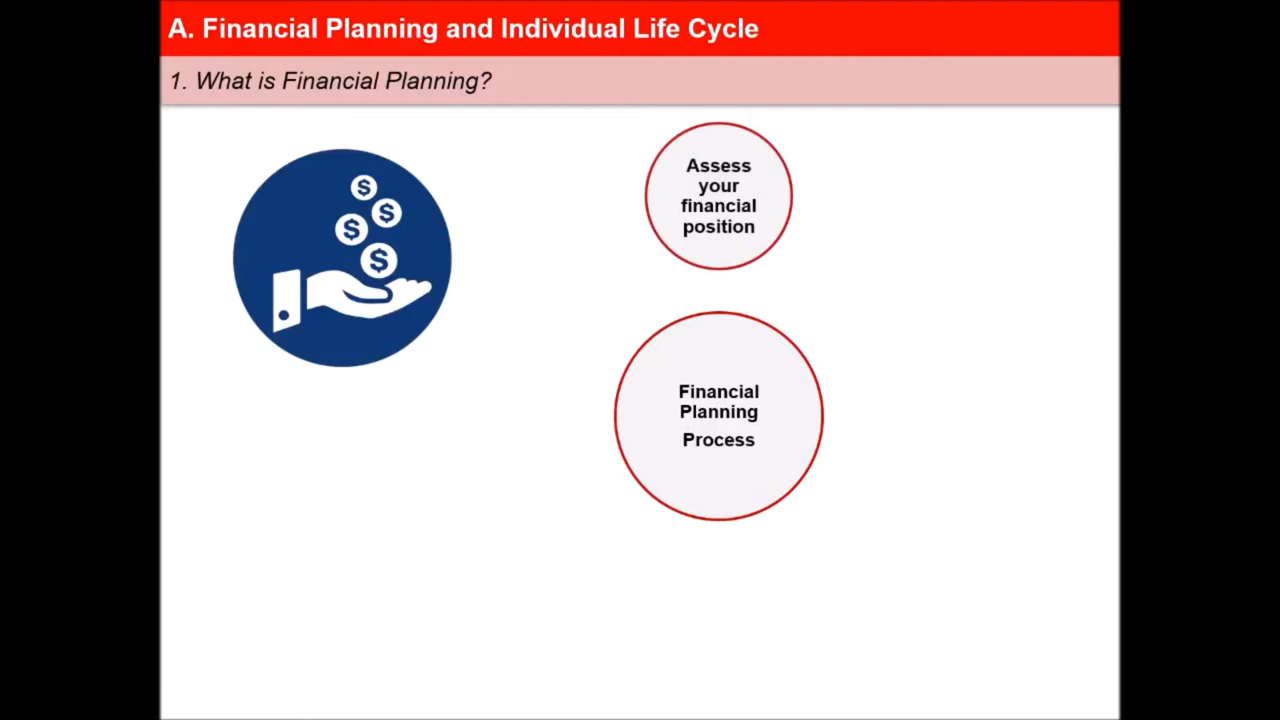 A. Financial Planning and Individual Life Cycle
1. What is Financial Planning?
$
$
$
$
Assess
your
financial
position
Financial
Planning
Process